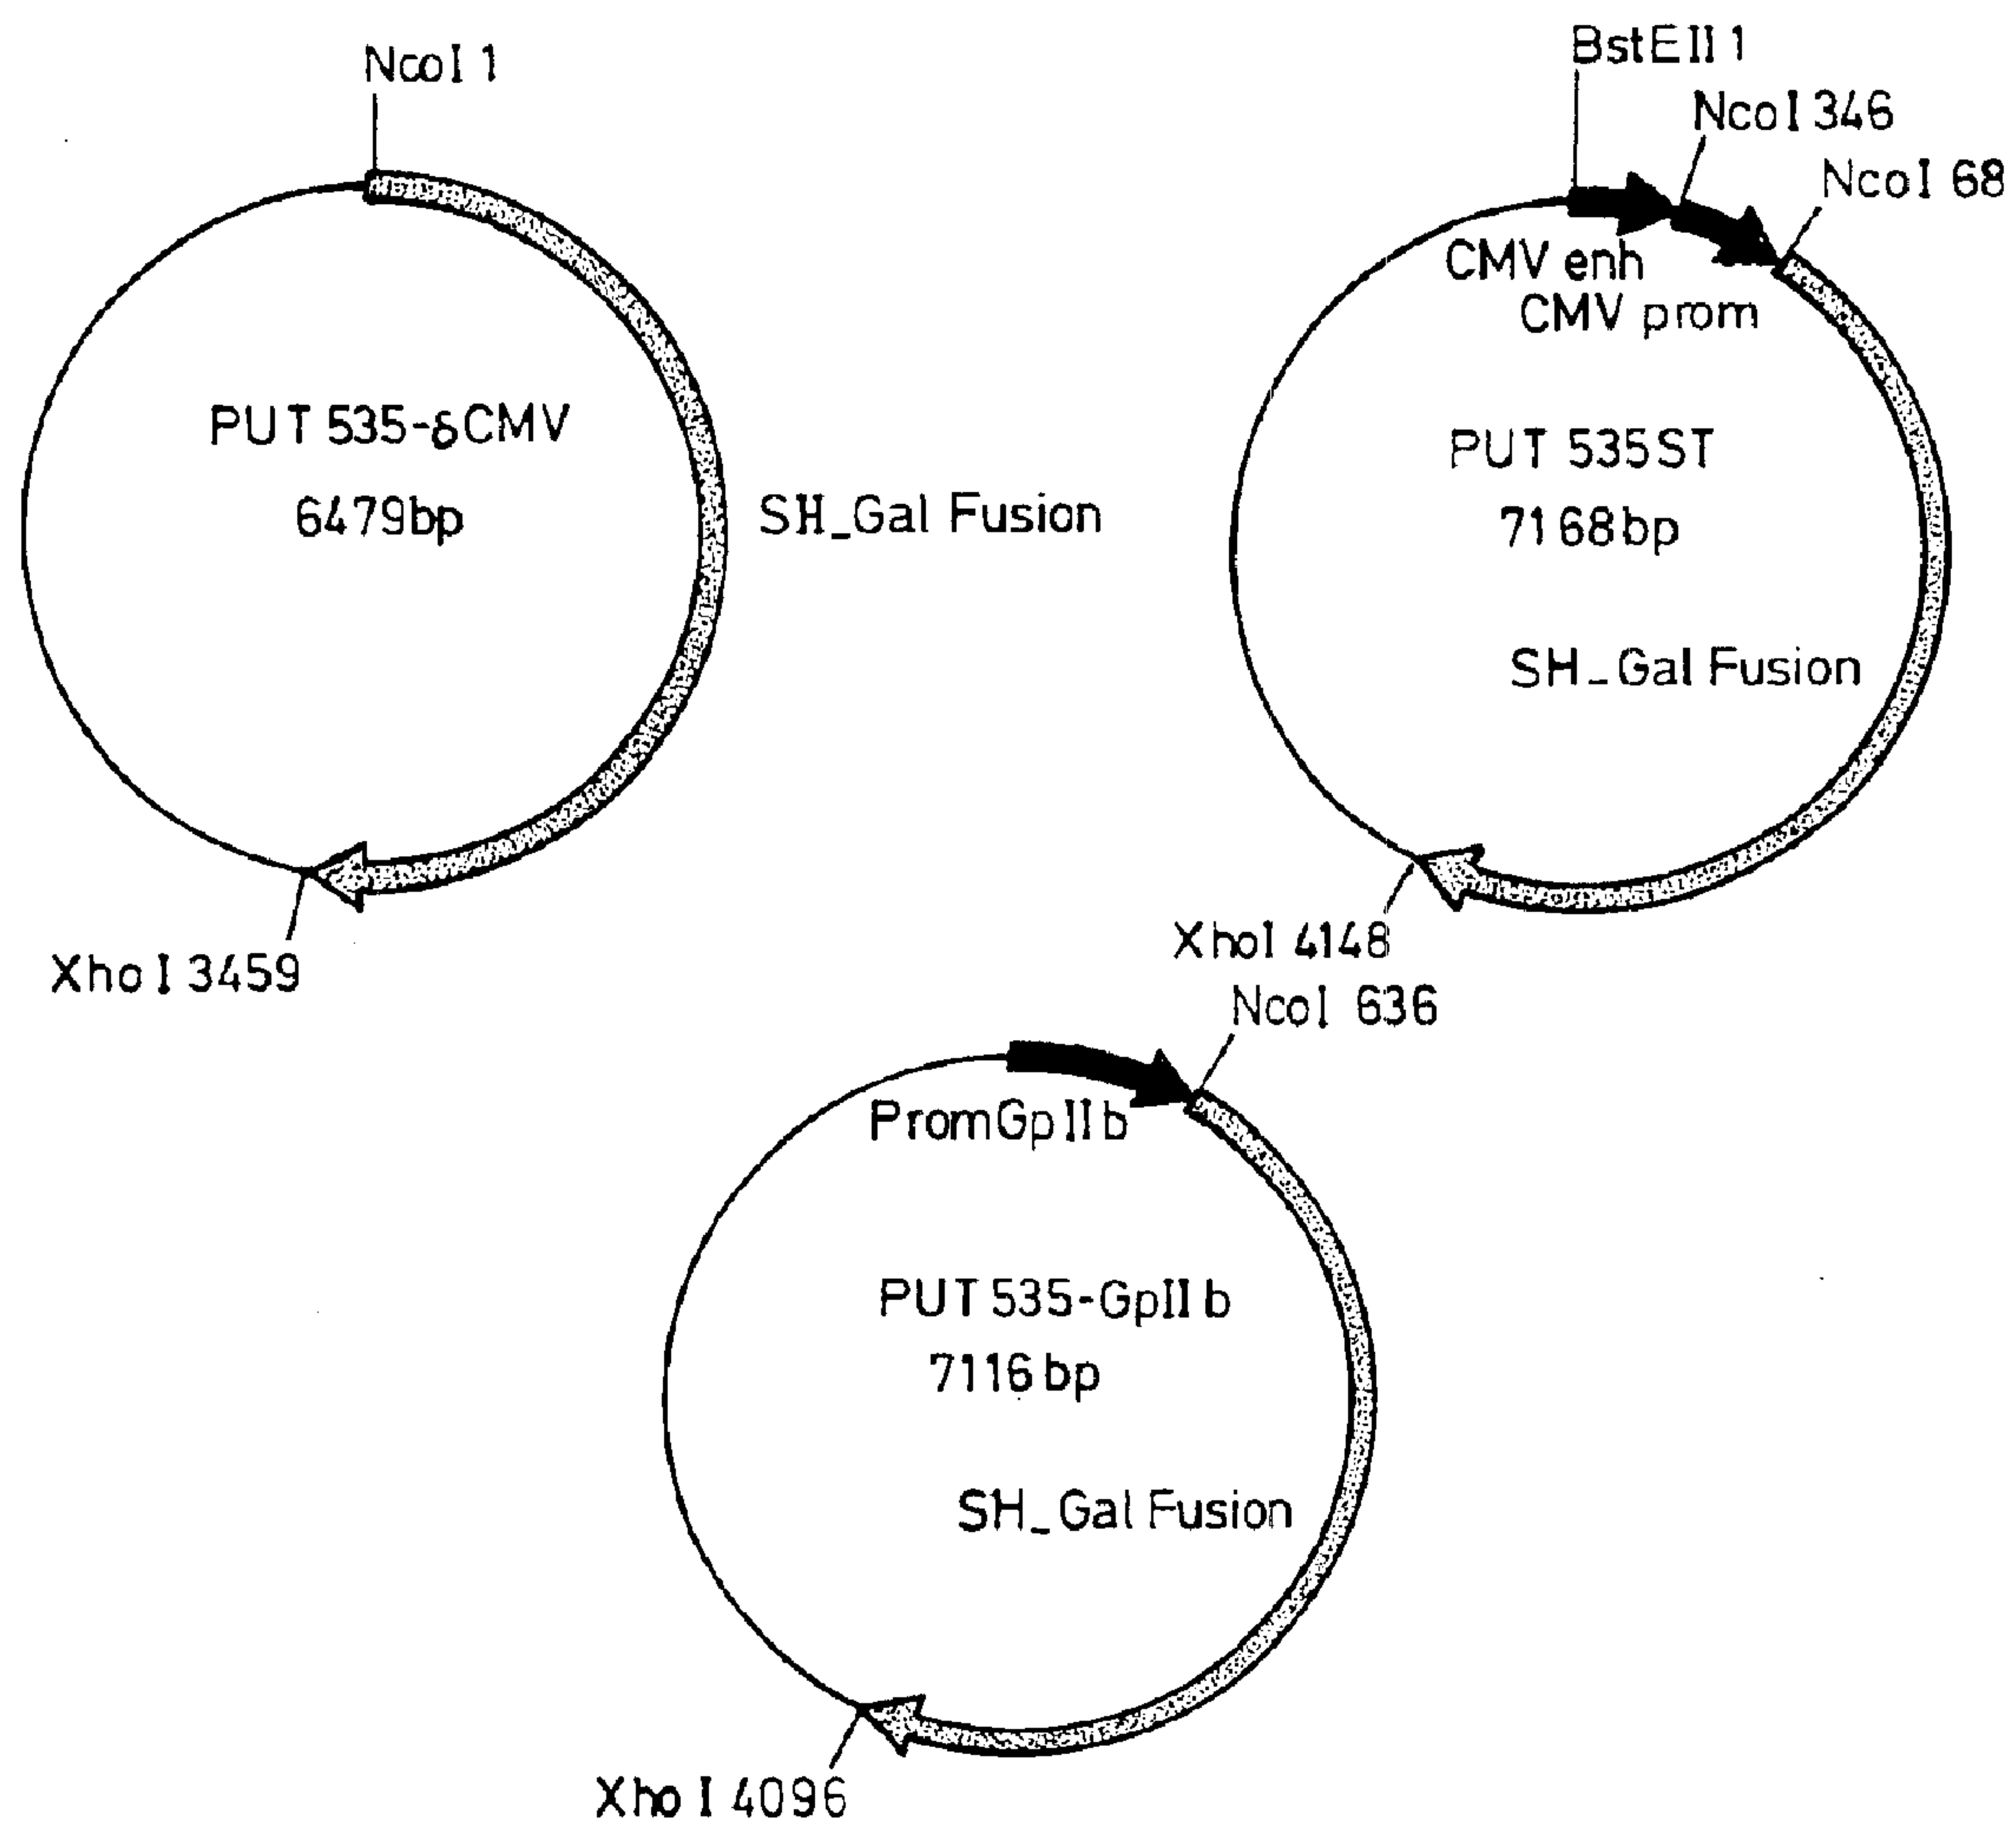 NcoI 1
PUT 535-δCMV
6479bp
SH_Gal Fusion
XhoI 3459
BstEII 1
NcoI 346
NcoI 68
CMV enh
CMV prom
PUT 535ST
7168bp
SH_Gal Fusion
XhoI 4148
NcoI 636
PromGpIIb
PUT 535-GpIIb
7116bp
SH_Gal Fusion
XhoI 4096